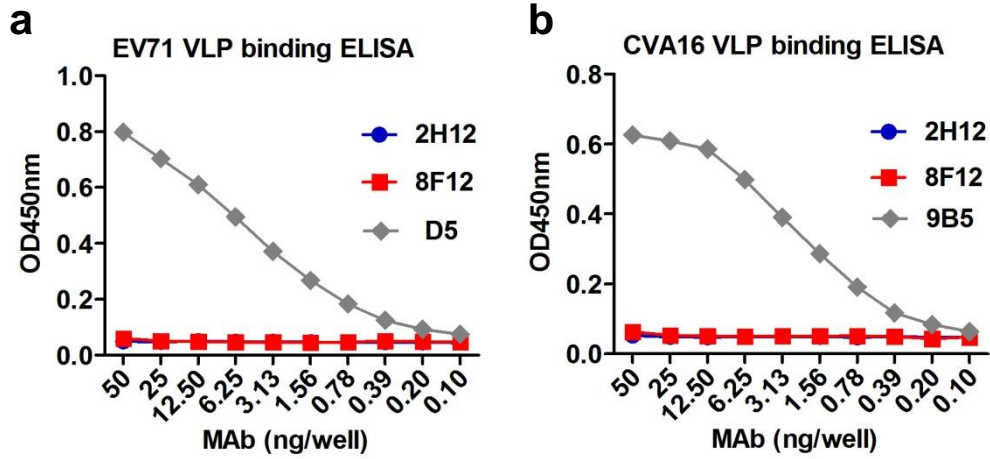 a
EV71 VLP binding ELISA
OD450nm
1.0
0.8
0.6
0.4
0.2
0.0
2H12
8F12
D5
50
25
12.50
6.25
3.13
1.56
0.78
0.39
0.20
0.10
MAb (ng/well)
b
CVA16 VLP binding ELISA
OD450nm
0.8
0.6
0.4
0.2
0.0
2H12
8F12
9B5
50
25
12.50
6.25
3.13
1.56
0.78
0.39
0.20
0.10
MAb (ng/well)